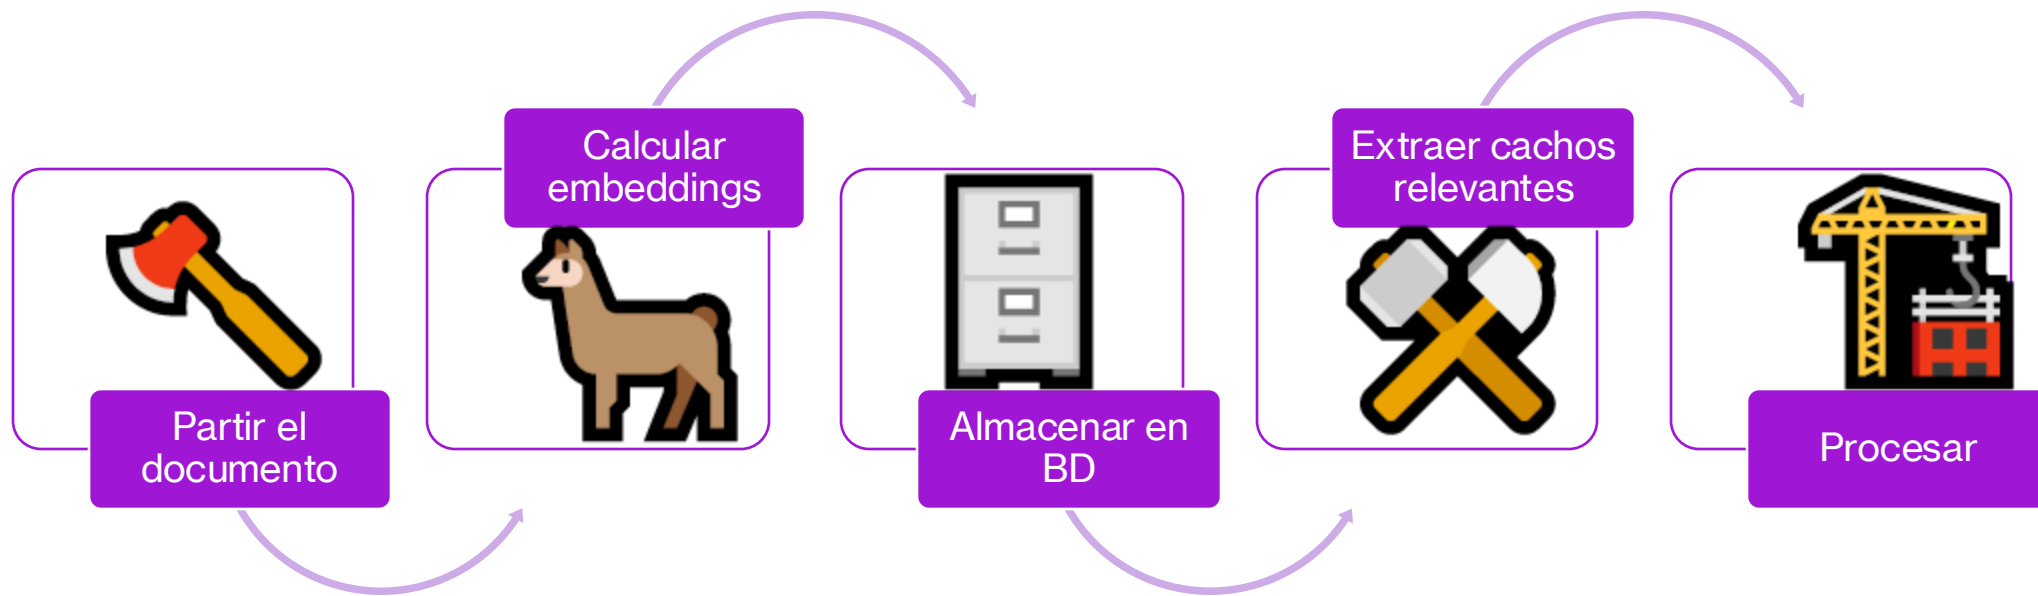 Partir el
documento
Calcular
embeddings
Almacenar en
BD
Extraer cachos
relevantes
Procesar